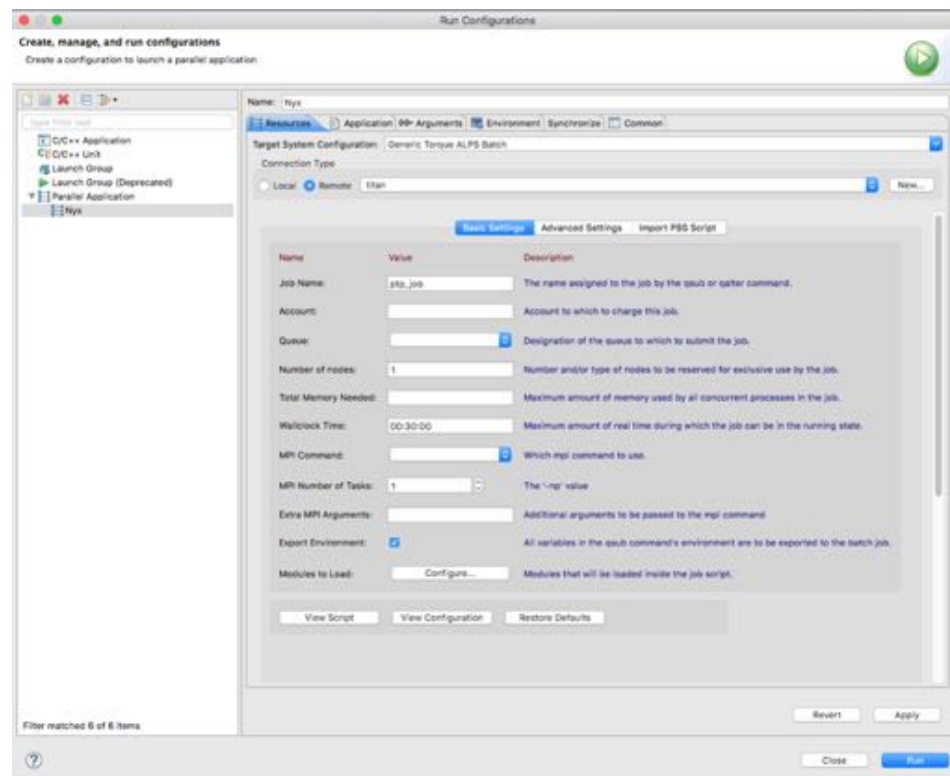 Run Configurations
Create, manage, and run configurations
Create a configuration to launch a parallel application
type filter text
C/C++ Application
C/C++ Unit
Launch Group
Launch Group (Deprecated)
Parallel Application
Nyx
Filter matched 6 of 6 items
Name: Nyx
Resources Application Arguments Environment Synchronize Common
Target System Configuration: Generic Torque ALPS Batch
Connection Type
Local Remote titan New...
Basic Settings Advanced Settings Import PBS Script
Name Value Description
Job Name: ptp_job The name assigned to the job by the qsub or qalter command.
Account: Account to which to charge this job.
Queue: Designation of the queue to which to submit the job.
Number of nodes: 1 Number and/or type of nodes to be reserved for exclusive use by the job.
Total Memory Needed: Maximum amount of memory used by all concurrent processes in the job.
Wallclock Time: 00:30:00 Maximum amount of real time during which the job can be in the running state.
MPI Command: Which mpi command to use.
MPI Number of Tasks: 1 The '-np' value
Extra MPI Arguments: Additional arguments to be passed to the mpi command
Export Environment: All variables in the qsub command's environment are to be exported to the batch job.
Modules to Load: Configure... Modules that will be loaded inside the job script.
View Script View Configuration Restore Defaults
Revert Apply
? Close Run